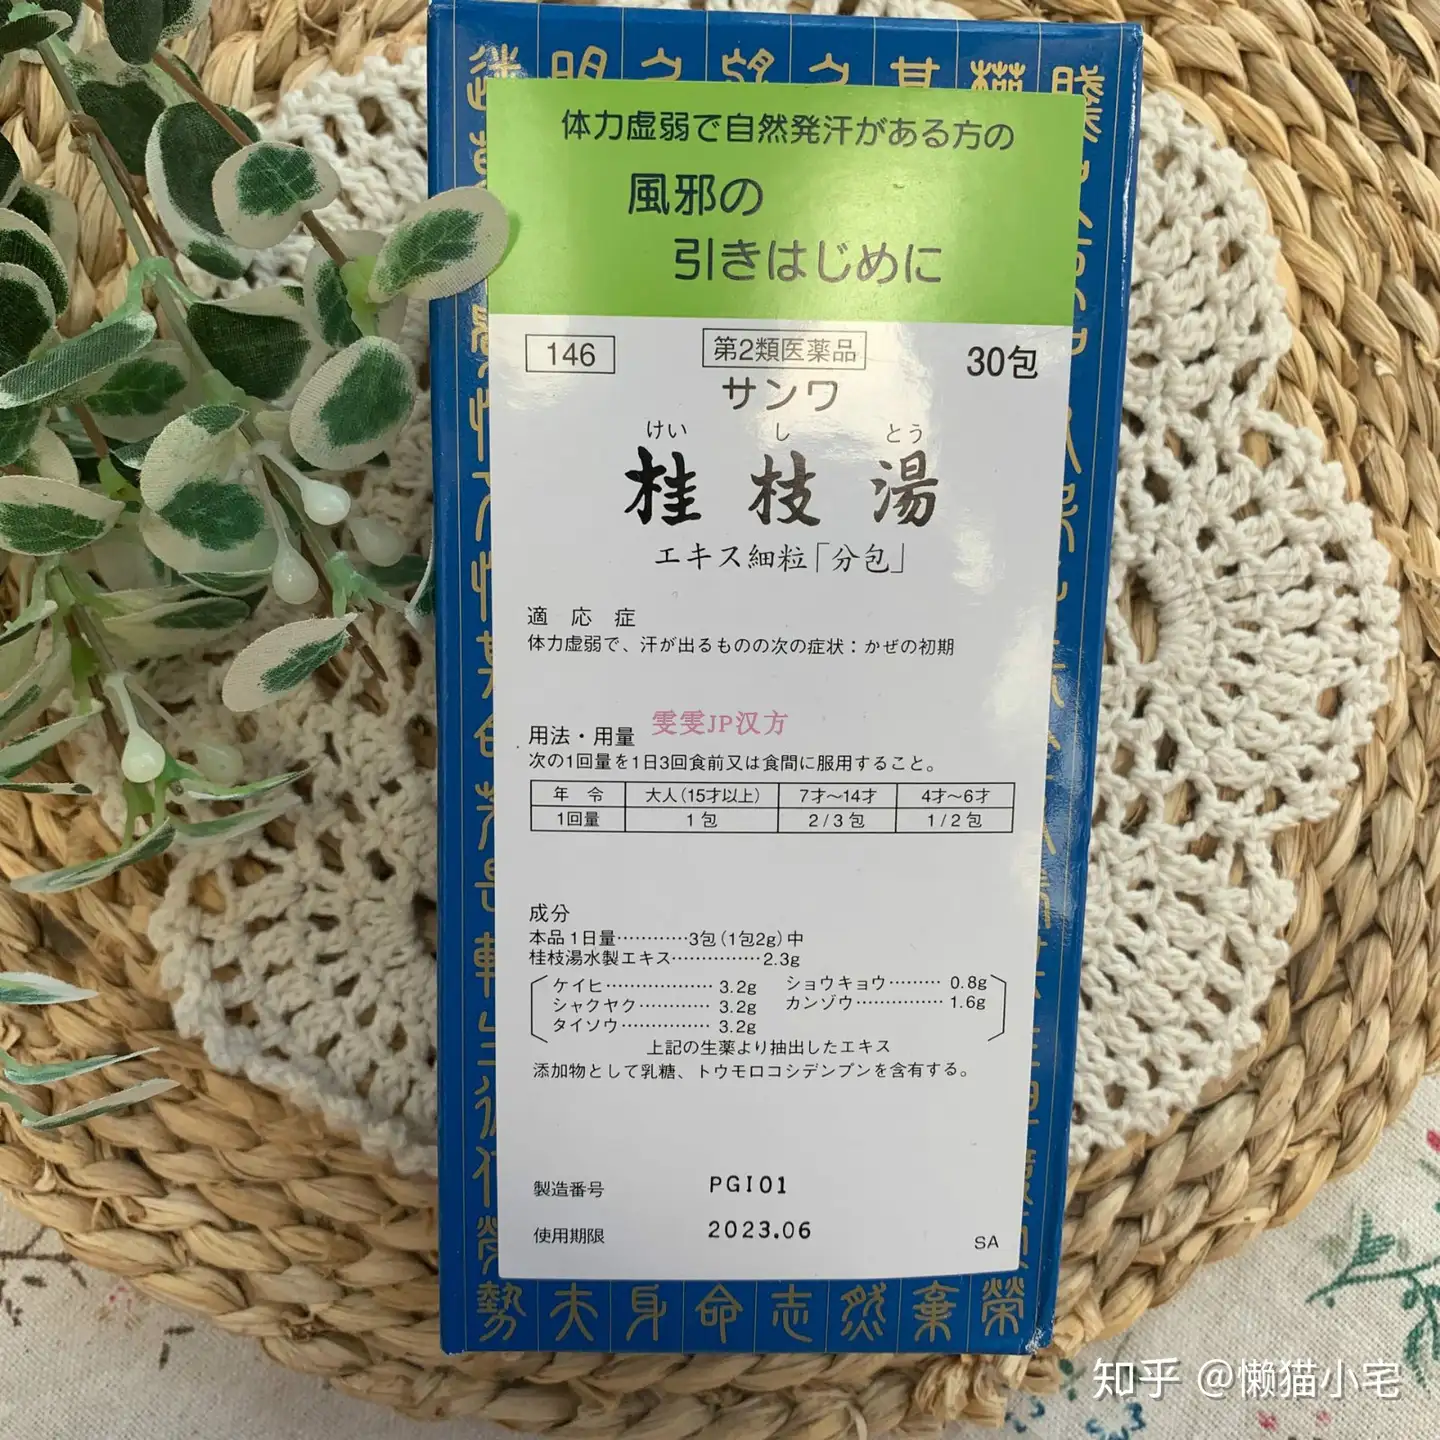 体力虚弱で自然発汗がある方の
風邪の
引きはじめに
146
第2類医薬品
30包
サンワ
けい し とう
桂枝湯
エキス細粒「分包」
適応症
体力虚弱で、汗が出るものの次の症状：かぜの初期
雯雯JP汉方
用法・用量
次の1回量を1日3回食前又は食間に服用すること。
年令 大人（15才以上） 7才～14才 4才～6才
1回量 1包 2/3包 1/2包
成分
本品1日量…………3包（1包2g）中
桂枝湯水製エキス……………2.3g
ケイヒ………………3.2g ショウキョウ………0.8g
シャクヤク…………3.2g カンゾウ……………1.6g
タイソウ……………3.2g
上記の生薬より抽出したエキス
添加物として乳糖、トウモロコシデンプンを含有する。
製造番号 PGI01
使用期限 2023.06
SA
勢夫身命志然棄榮
知乎 @懒猫小宅